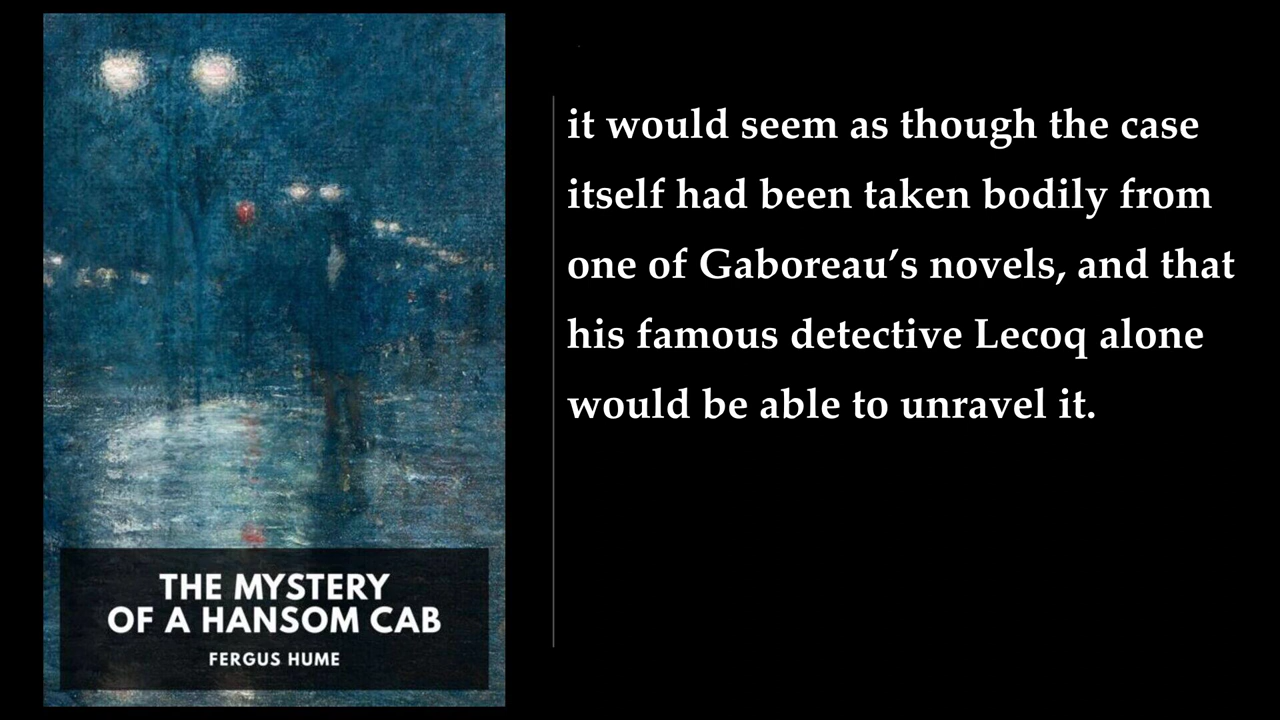 it would seem as though the case
itself had been taken bodily from
one of Gaboreau’s novels, and that
his famous detective Lecoq alone
would be able to unravel it.
THE MYSTERY
OF A HANSOM CAB
FERGUS HUME